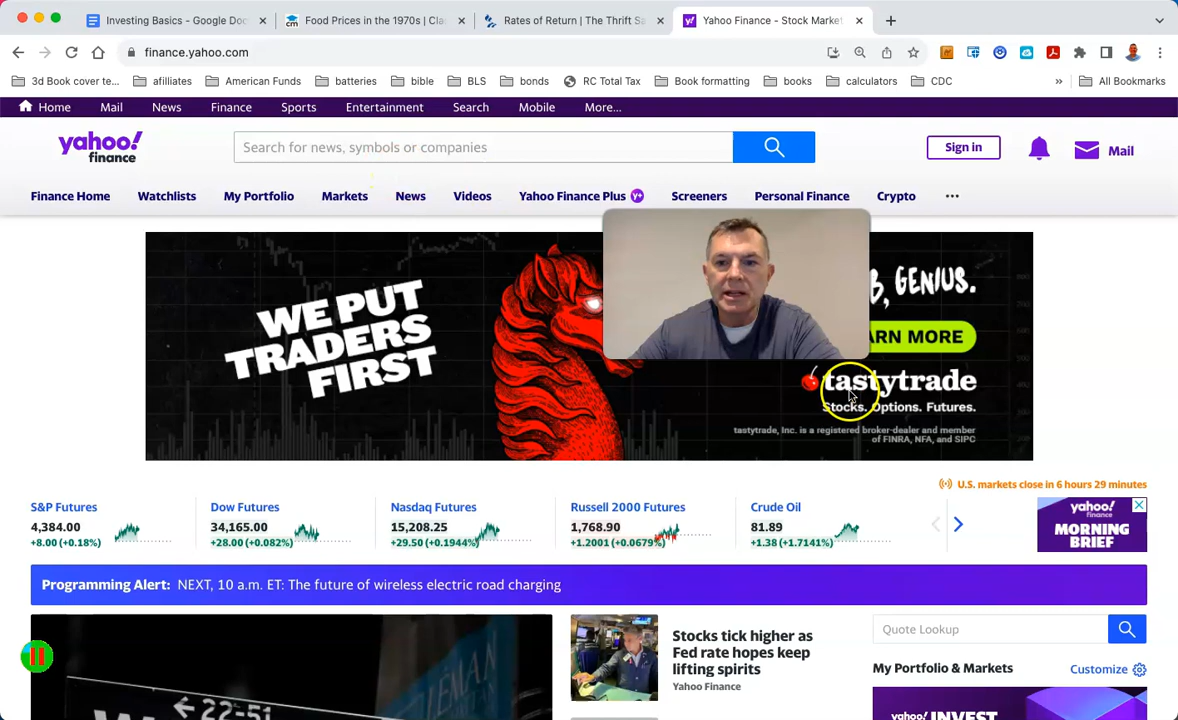 Investing Basics - Google Doc
Food Prices in the 1970s | Cla
Rates of Return | The Thrift Sa
Yahoo Finance - Stock Market
finance.yahoo.com
3d Book cover te...
afilliates
American Funds
batteries
bible
BLS
bonds
RC Total Tax
Book formatting
books
calculators
CDC
»
All Bookmarks
Home
Mail
News
Finance
Sports
Entertainment
Search
Mobile
More...
yahoo!
finance
Search for news, symbols or companies
Sign in
Mail
Finance Home
Watchlists
My Portfolio
Markets
News
Videos
Yahoo Finance Plus
Y+
Screeners
Personal Finance
Crypto
WE PUT
TRADERS
FIRST
B, GENIUS.
ARN MORE
tastytrade
Stocks. Options. Futures.
tastytrade, Inc. is a registered broker-dealer and member
of FINRA, NFA, and SIPC
U.S. markets close in 6 hours 29 minutes
S&P Futures
4,384.00
+8.00 (+0.18%)
Dow Futures
34,165.00
+28.00 (+0.082%)
Nasdaq Futures
15,208.25
+29.50 (+0.1944%)
Russell 2000 Futures
1,768.90
+1.2001 (+0.0679%)
Crude Oil
81.89
+1.38 (+1.7141%)
yahoo!
finance
MORNING
BRIEF
Programming Alert: NEXT, 10 a.m. ET: The future of wireless electric road charging
22-51
Stocks tick higher as
Fed rate hopes keep
lifting spirits
Yahoo Finance
Quote Lookup
My Portfolio & Markets
Customize
yahoo! INVEST